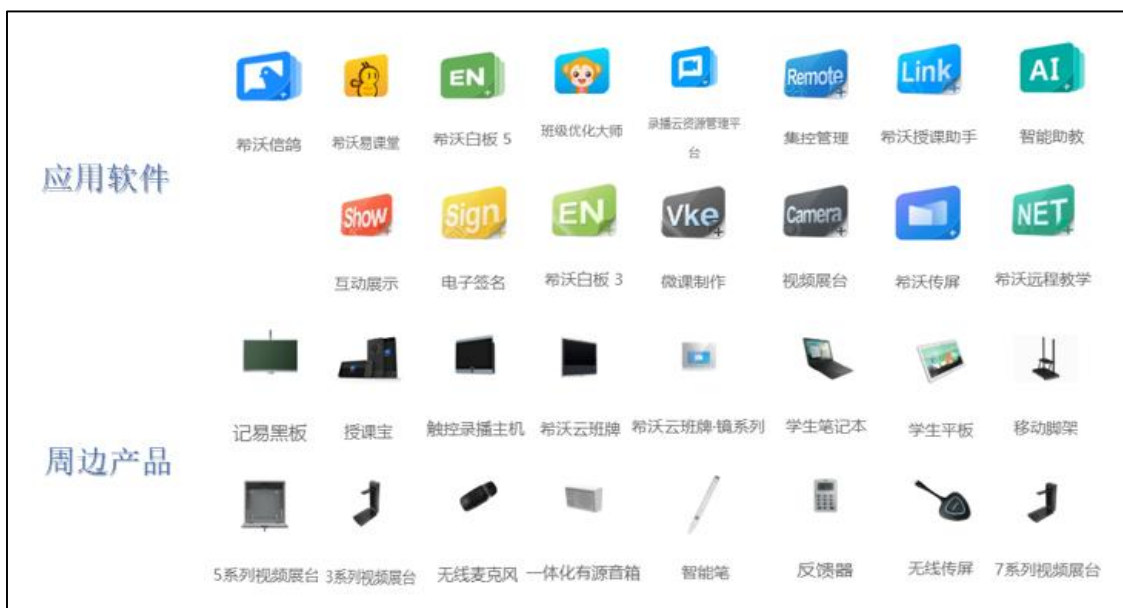 EN
Remote
Link
AI
希沃信鸽
希沃易课堂
希沃白板 5
班级优化大师
录播云资源管理平
台
集控管理
希沃授课助手
智能助教
应用软件
Show
Sign
EN
Vke
Camera
NET
互动展示
电子签名
希沃白板 3
微课制作
视频展台
希沃传屏
希沃远程教学
记易黑板
授课宝
触控录播主机
希沃云班牌
希沃云班牌·镜系列
学生笔记本
学生平板
移动脚架
周边产品
5系列视频展台
3系列视频展台
无线麦克风
一体化有源音箱
智能笔
反馈器
无线传屏
7系列视频展台